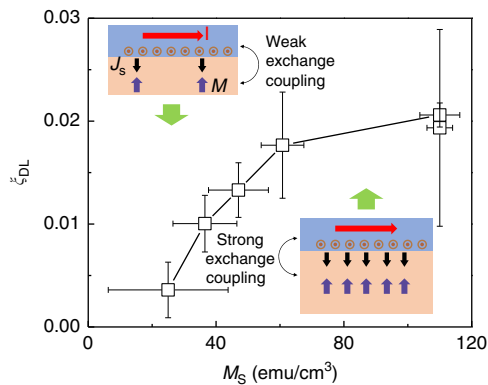 0.03
0.02
0.01
0.00
ξDL
I
Js
M
Weak
exchange
coupling
Strong
exchange
coupling
0
40
80
120
MS (emu/cm³)